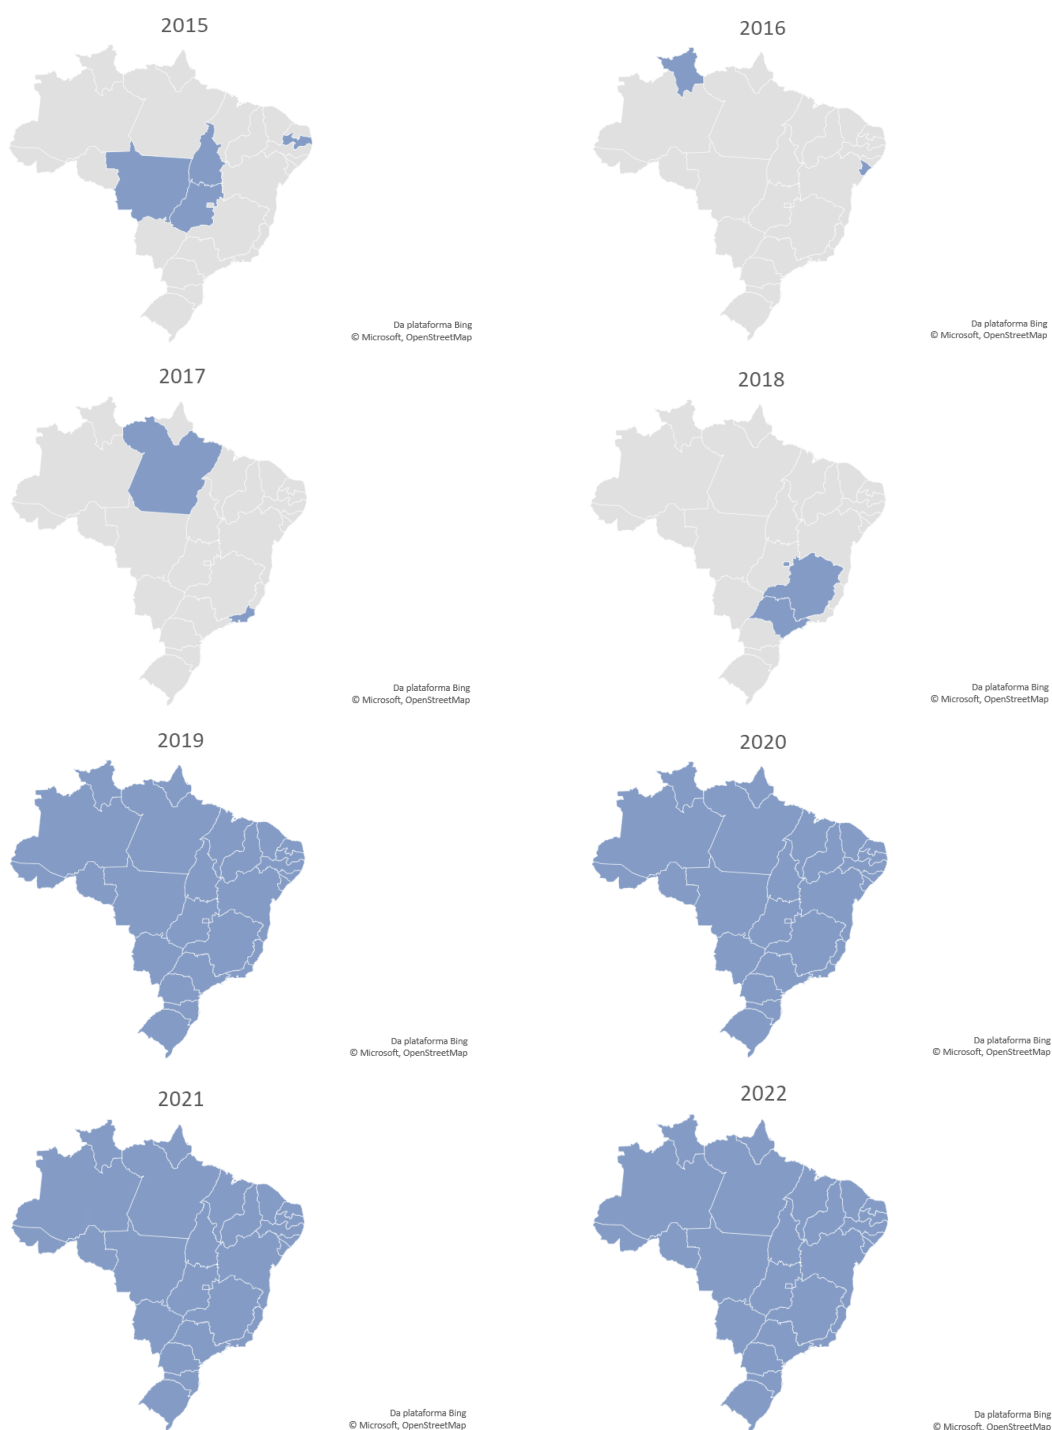 2015
2016
Da plataforma Bing
© Microsoft, OpenStreetMap
Da plataforma Bing
© Microsoft, OpenStreetMap
2017
2018
Da plataforma Bing
© Microsoft, OpenStreetMap
Da plataforma Bing
© Microsoft, OpenStreetMap
2019
2020
Da plataforma Bing
© Microsoft, OpenStreetMap
Da plataforma Bing
© Microsoft, OpenStreetMap
2021
2022
Da plataforma Bing
© Microsoft, OpenStreetMap
Da plataforma Bing
© Microsoft, OpenStreetMap